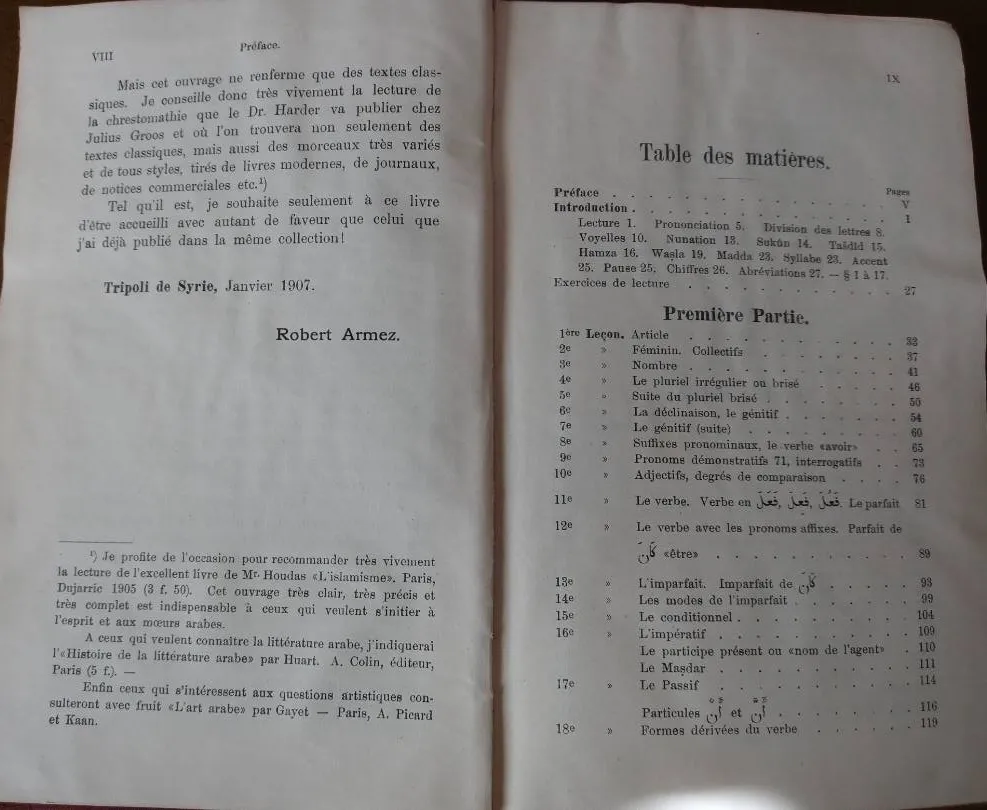 VIII
Préface.
Mais cet ouvrage ne renferme que des textes clas-
siques. Je conseille donc très vivement la lecture de
la chrestomathie que le Dr. Harder va publier chez
Julius Groos et où l'on trouvera non seulement des
textes classiques, mais aussi des morceaux très variés
et de tous styles, tirés de livres modernes, de journaux,
de notices commerciales etc.¹)
Tel qu'il est, je souhaite seulement à ce livre
d'être accueilli avec autant de faveur que celui que
j'ai déjà publié dans la même collection!
Tripoli de Syrie, Janvier 1907.
Robert Armez.
¹) Je profite de l'occasion pour recommander très vivement
la lecture de l'excellent livre de Mr. Houdas «L'islamisme». Paris,
Dujarric 1905 (3 f. 50). Cet ouvrage très clair, très précis et
très complet est indispensable à ceux qui veulent s'initier à
l'esprit et aux mœurs arabes.
A ceux qui veulent connaître la littérature arabe, j'indiquerai
l'«Histoire de la littérature arabe» par Huart. A. Colin, éditeur,
Paris (5 f.). —
Enfin ceux qui s'intéressent aux questions artistiques con-
sulteront avec fruit «L'art arabe» par Gayet — Paris, A. Picard
et Kaan.
IX
Table des matières.
Pages
Préface . . . . . . . . . . . . V
Introduction . . . . . . . . . . . . 1
Lecture 1. Prononciation 5. Division des lettres 8.
Voyelles 10. Nunation 13. Sukûn 14. Tašdîd 15.
Hamza 16. Waṣla 19. Madda 23. Syllabe 23. Accent
25. Pause 25. Chiffres 26. Abréviations 27. — § 1 à 17.
Exercices de lecture . . . . . . . . . . 27
Première Partie.
1ère Leçon. Article . . . . . . . . . . 33
2e » Féminin. Collectifs . . . . . . . 37
3e » Nombre . . . . . . . . . . 41
4e » Le pluriel irrégulier ou brisé . . . . . 46
5e » Suite du pluriel brisé . . . . . . . 50
6e » La déclinaison, le génitif . . . . . . 54
7e » Le génitif (suite) . . . . . . . . 60
8e » Suffixes pronominaux, le verbe «avoir» . . 65
9e » Pronoms démonstratifs 71, interrogatifs . . 73
10e » Adjectifs, degrés de comparaison . . . . 76
11e » Le verbe. Verbe en فَعَلَ, فَعِلَ, فَعُلَ. Le parfait 81
12e » Le verbe avec les pronoms affixes. Parfait de
كَانَ «être» . . . . . . . . . . 89
13e » L'imparfait. Imparfait de كَانَ . . . . . 93
14e » Les modes de l'imparfait . . . . . . . 99
15e » Le conditionnel . . . . . . . . . 104
16e » L'impératif . . . . . . . . . . 109
Le participe présent ou «nom de l'agent» . 110
Le Maṣdar . . . . . . . . . . 111
17e » Le Passif . . . . . . . . . . 114
Particules أَنْ et أَنَّ . . . . . . . . 116
18e » Formes dérivées du verbe . . . . . . 119